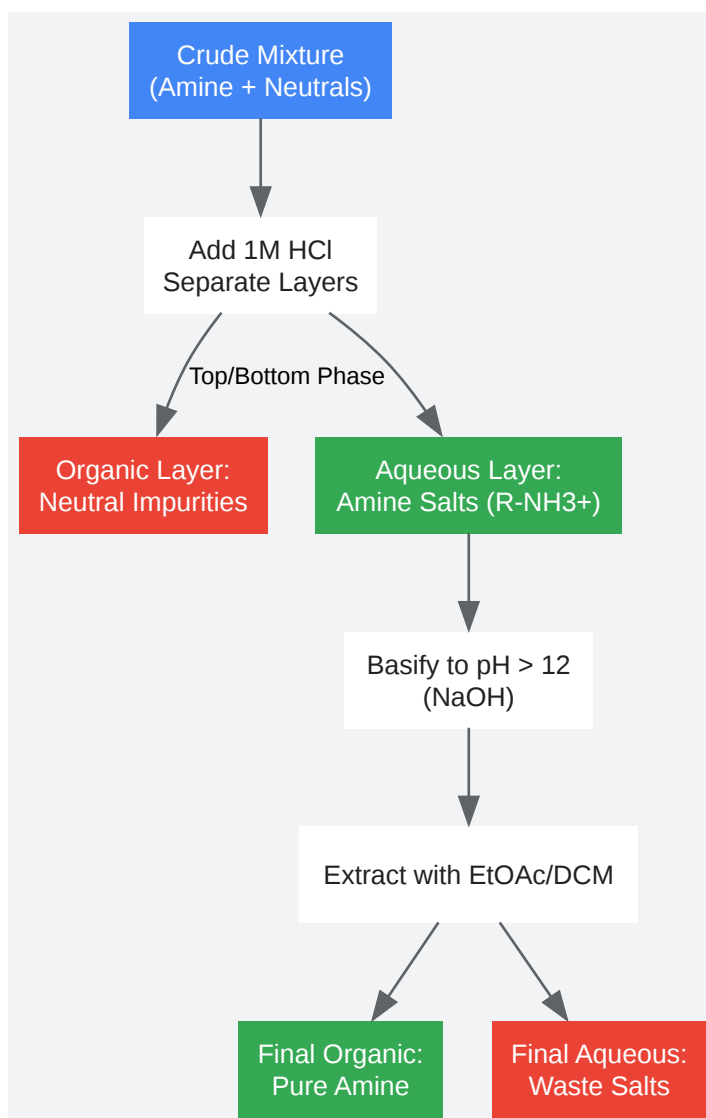 Crude Mixture
(Amine + Neutrals)
Add 1M HCl
Separate Layers
Top/Bottom Phase
Organic Layer:
Neutral Impurities
Aqueous Layer:
Amine Salts (R-NH3+)
Basify to pH > 12
(NaOH)
Extract with EtOAc/DCM
Final Organic:
Pure Amine
Final Aqueous:
Waste Salts